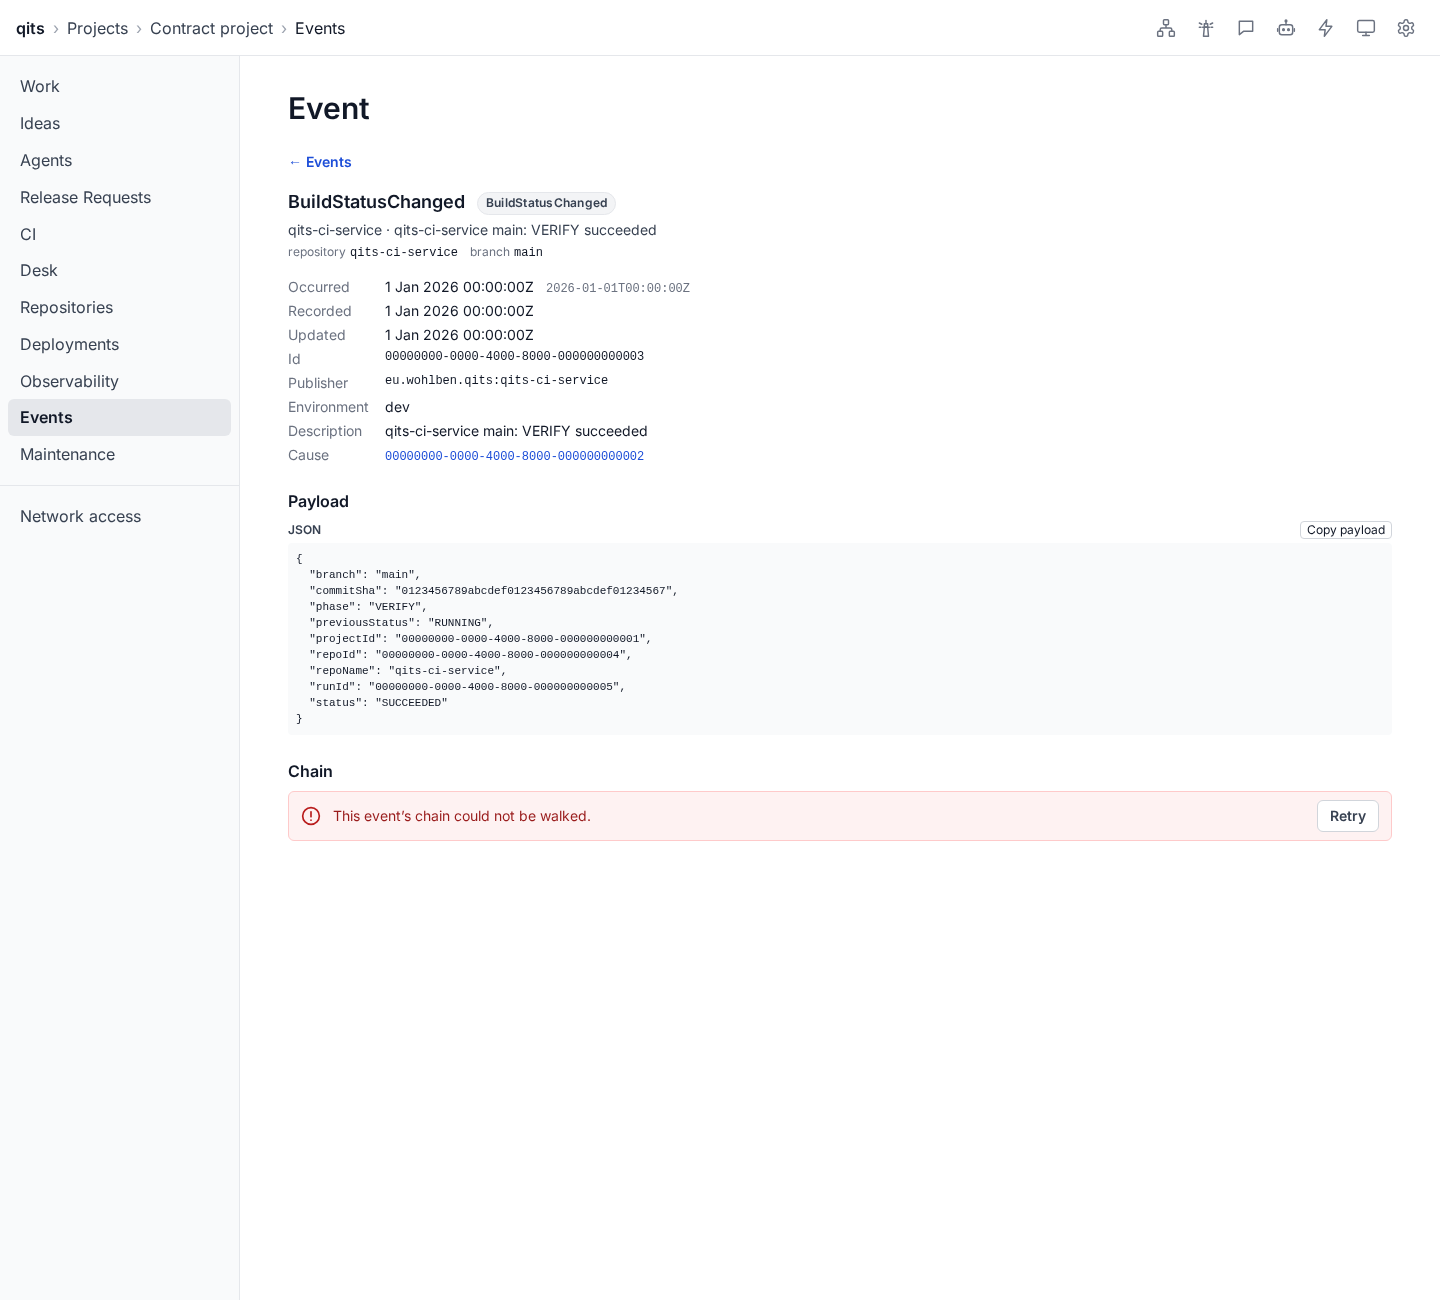 qits › Projects › Contract project › Events
Work
Ideas
Agents
Release Requests
CI
Desk
Repositories
Deployments
Observability
Events
Maintenance
Network access
Event
← Events
BuildStatusChanged BuildStatusChanged
qits-ci-service · qits-ci-service main: VERIFY succeeded
repository qits-ci-service branch main
Occurred 1 Jan 2026 00:00:00Z 2026-01-01T00:00:00Z
Recorded 1 Jan 2026 00:00:00Z
Updated 1 Jan 2026 00:00:00Z
Id 00000000-0000-4000-8000-000000000003
Publisher eu.wohlben.qits:qits-ci-service
Environment dev
Description qits-ci-service main: VERIFY succeeded
Cause 00000000-0000-4000-8000-000000000002
Payload
JSON Copy payload
{
  "branch": "main",
  "commitSha": "0123456789abcdef0123456789abcdef01234567",
  "phase": "VERIFY",
  "previousStatus": "RUNNING",
  "projectId": "00000000-0000-4000-8000-000000000001",
  "repoId": "00000000-0000-4000-8000-000000000004",
  "repoName": "qits-ci-service",
  "runId": "00000000-0000-4000-8000-000000000005",
  "status": "SUCCEEDED"
}
Chain
This event’s chain could not be walked. Retry